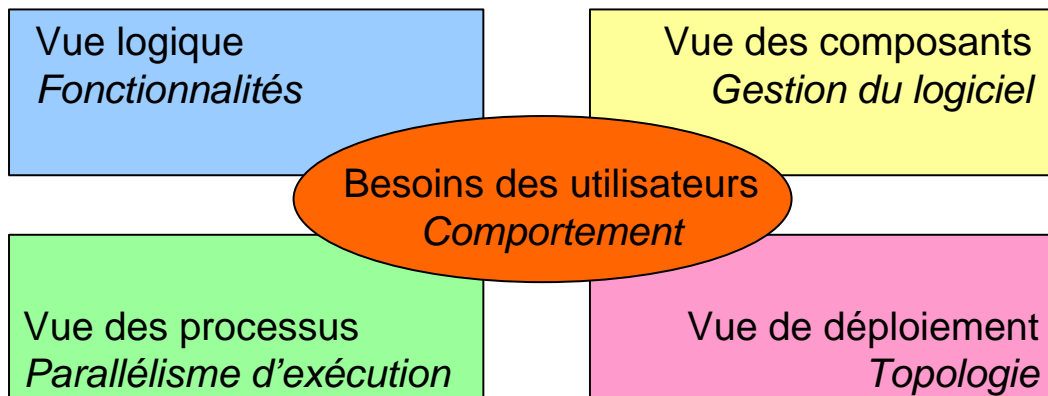 Vue logique
Fonctionnalités
Vue des composants
Gestion du logiciel
Besoins des utilisateurs
Comportement
Vue des processus
Parallélisme d’exécution
Vue de déploiement
Topologie